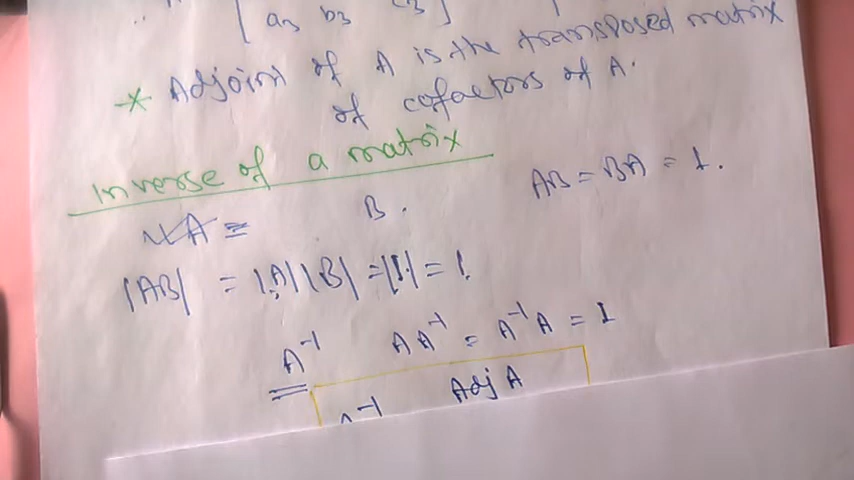 [ a3 b3 c3 ]
* Adjoint of A is the transposed matrix
of cofactors of A.
Inverse of a matrix
A = B . AB = BA = I.
|AB| = |A| |B| = |I| = 1.
A⁻¹ AA⁻¹ = A⁻¹A = I
A⁻¹ Adj A